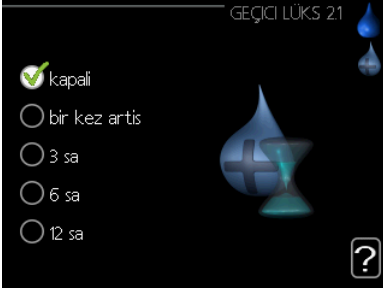 GEÇICI LÜKS 2.1
kapali
bir kez artis
3 sa
6 sa
12 sa
?